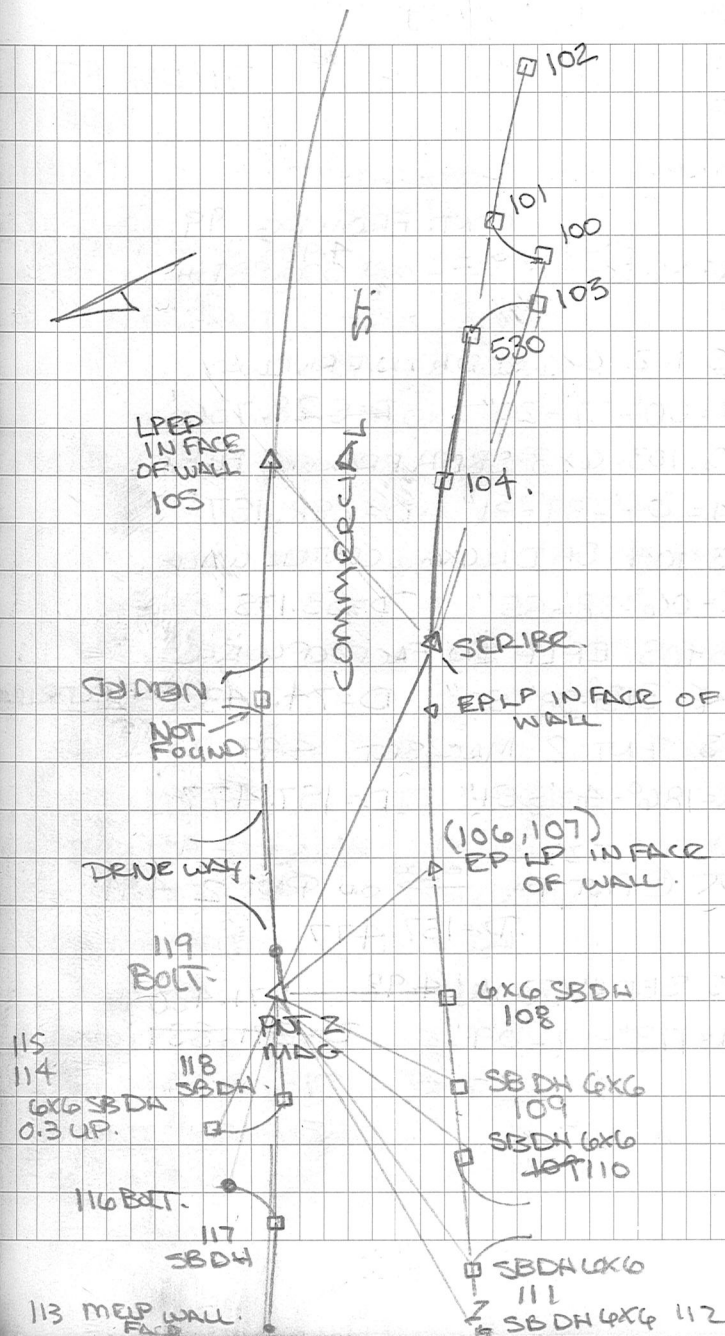 102
101
100
103
530
COMMERCIAL ST.
LPEP
IN FACE
OF WALL
105
104.
SCRIBE.
EPLP IN FACE OF
WALL
NOT
FOUND
(106, 107)
EP LP IN FACE
OF WALL.
DRIVE WAY.
119
BOLT.
6X6 SBDH
108
PNT 2
MAG
115
114
6X6 SBDH
0.3 UP.
118
SBDH.
SBDH 6X6
109
SBDH 6X6
109 110
116 BOLT.
117
SBDH
SBDH 6X6
111
SBDH 6X6 112
113 MELP WALL.
FACE